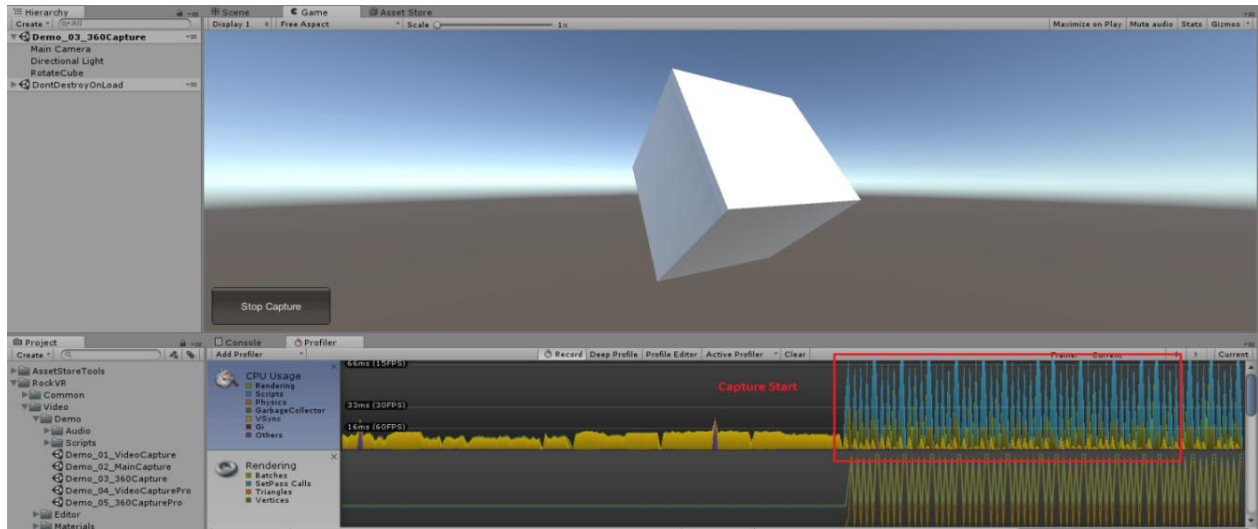 Hierarchy
Create
All
Demo_03_360Capture
Main Camera
Directional Light
RotateCube
DontDestroyOnLoad
Scene Game Asset Store
Display 1 Free Aspect Scale 1x Maximize on Play Mute audio Stats Gizmos
Stop Capture
Project
Create
AssetStoreTools
RockVR
Common
Video
Demo
Audio
Scripts
Demo_01_VideoCapture
Demo_02_MainCapture
Demo_03_360Capture
Demo_04_VideoCapturePro
Demo_05_360CapturePro
Editor
Materials
Console Profiler
Add Profiler Record Deep Profile Profile Editor Active Profiler Clear Frame: Current Current
CPU Usage
Rendering
Scripts
Physics
GarbageCollector
VSync
Gi
Others
66ms (15FPS)
33ms (30FPS)
16ms (60FPS)
Capture Start
Rendering
Batches
SetPass Calls
Triangles
Vertices